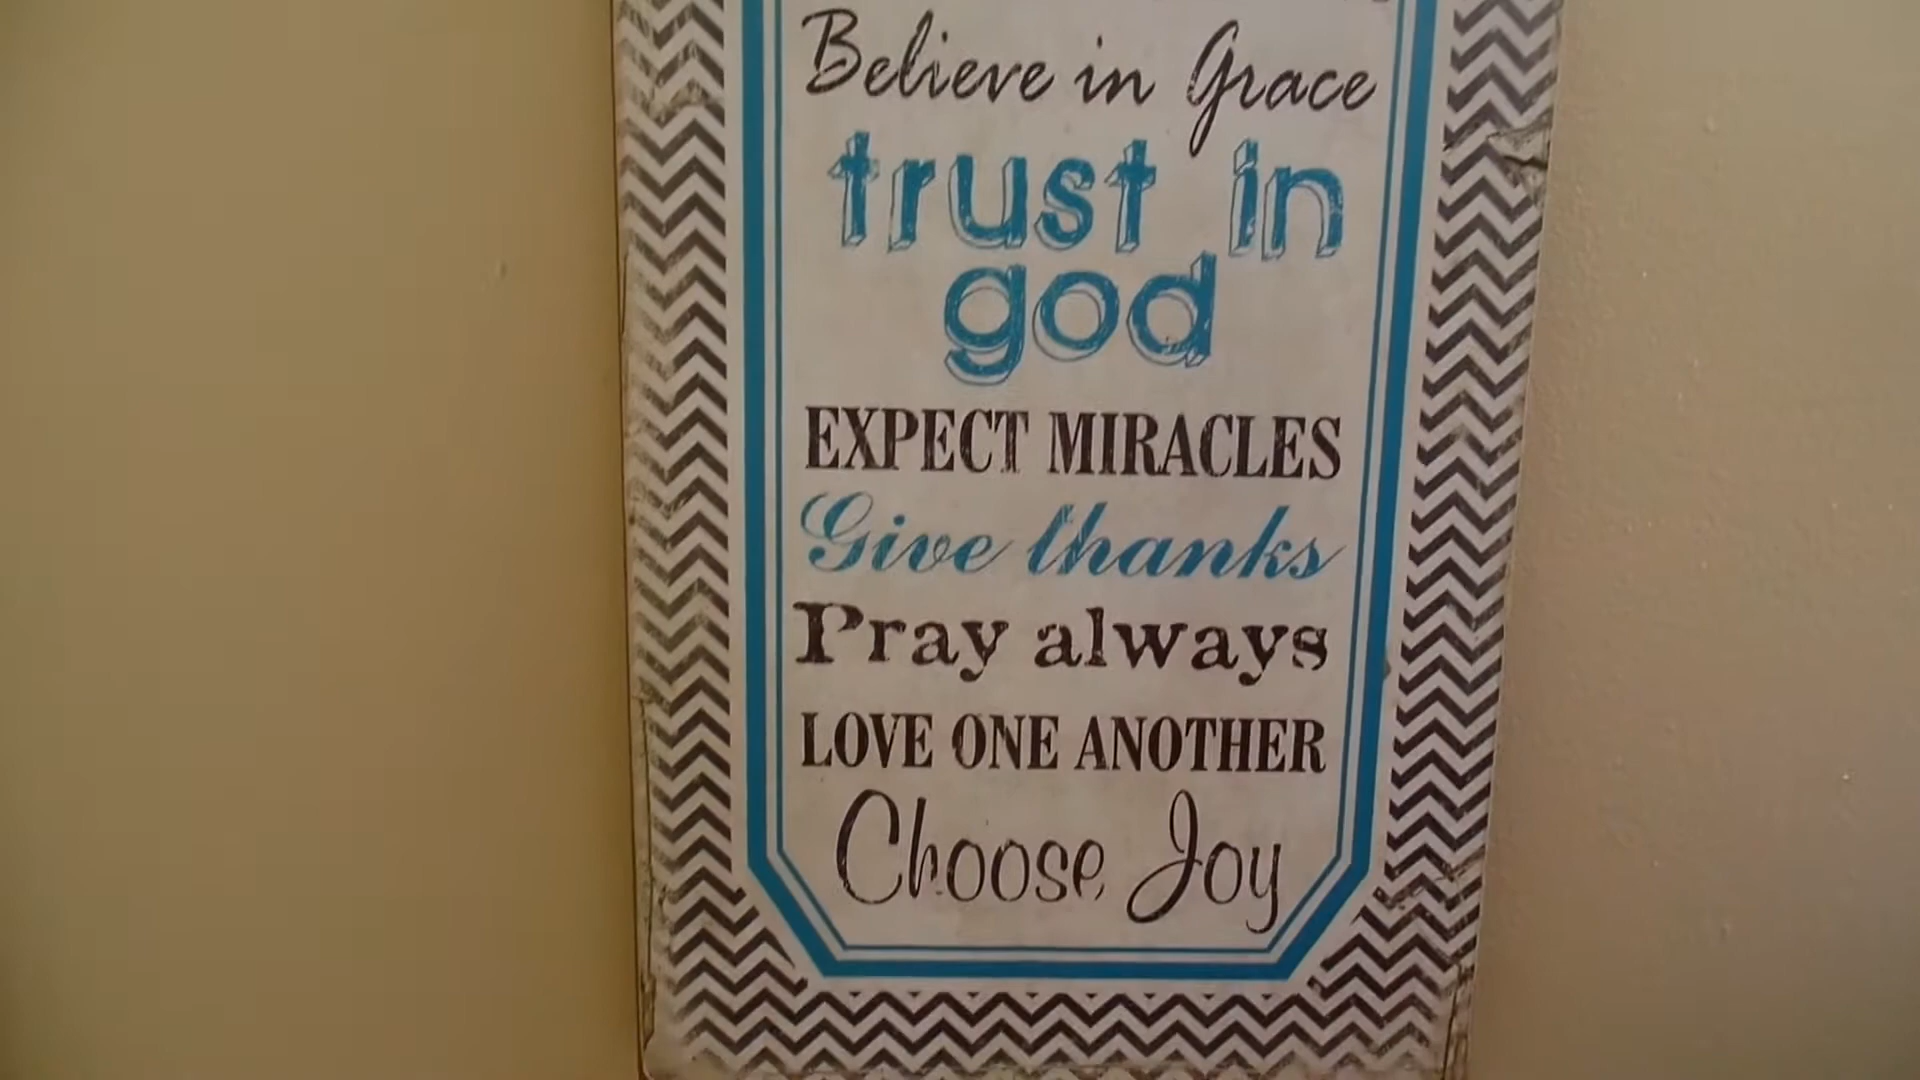 Believe in Grace
trust in
god
EXPECT MIRACLES
Give thanks
Pray always
LOVE ONE ANOTHER
Choose Joy